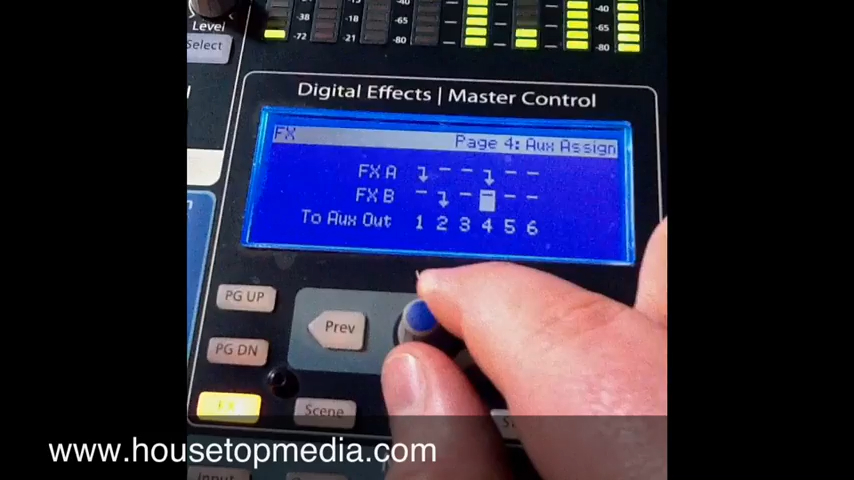 Level
-38 -18 -65 -40 -65
-72 -21 -80 -80
Select
Digital Effects | Master Control
FX
Page 4: Aux Assign
FX A
FX B
To Aux Out 1 2 3 4 5 6
PG UP
Prev
PG DN
FX
Scene
www.housetopmedia.com
Input